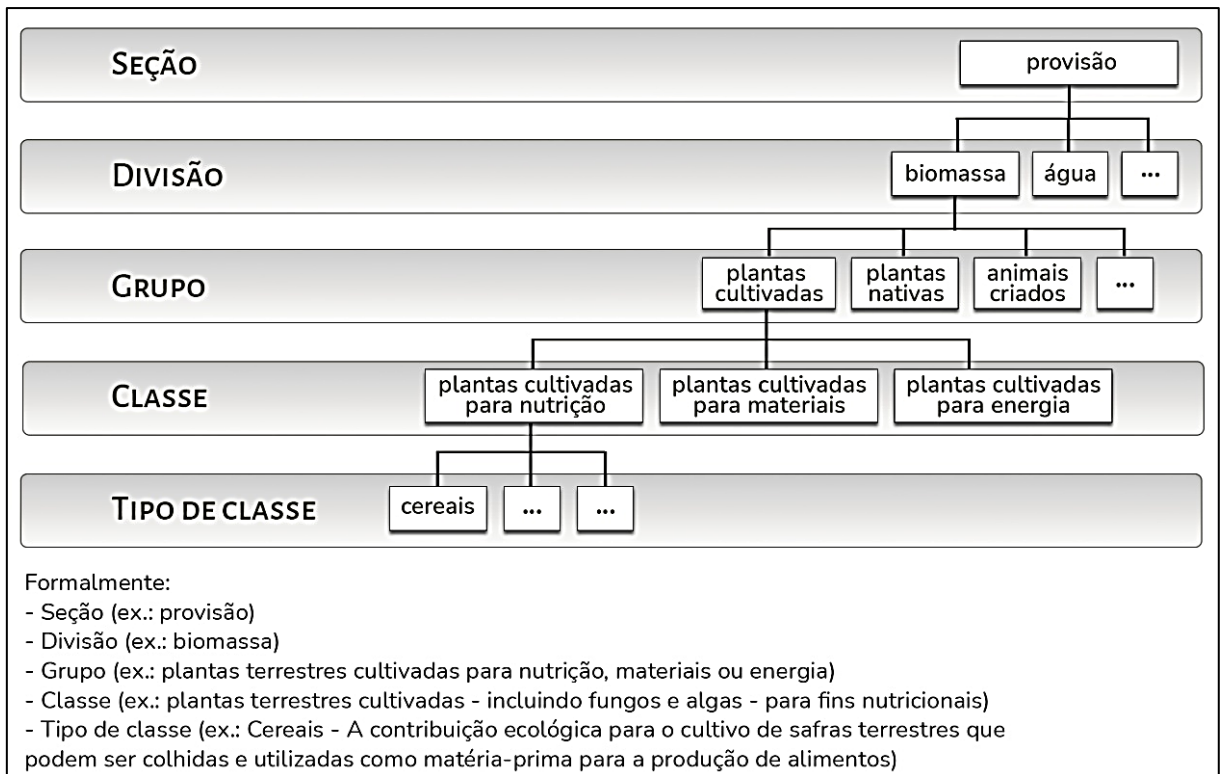 SEÇÃO
provisão
DIVISÃO
biomassa
água
...
GRUPO
plantas
cultivadas
plantas
nativas
animais
criados
...
CLASSE
plantas cultivadas
para nutrição
plantas cultivadas
para materiais
plantas cultivadas
para energia
TIPO DE CLASSE
cereais
...
...
Formalmente:
- Seção (ex.: provisão)
- Divisão (ex.: biomassa)
- Grupo (ex.: plantas terrestres cultivadas para nutrição, materiais ou energia)
- Classe (ex.: plantas terrestres cultivadas - incluindo fungos e algas - para fins nutricionais)
- Tipo de classe (ex.: Cereais - A contribuição ecológica para o cultivo de safras terrestres que
podem ser colhidas e utilizadas como matéria-prima para a produção de alimentos)